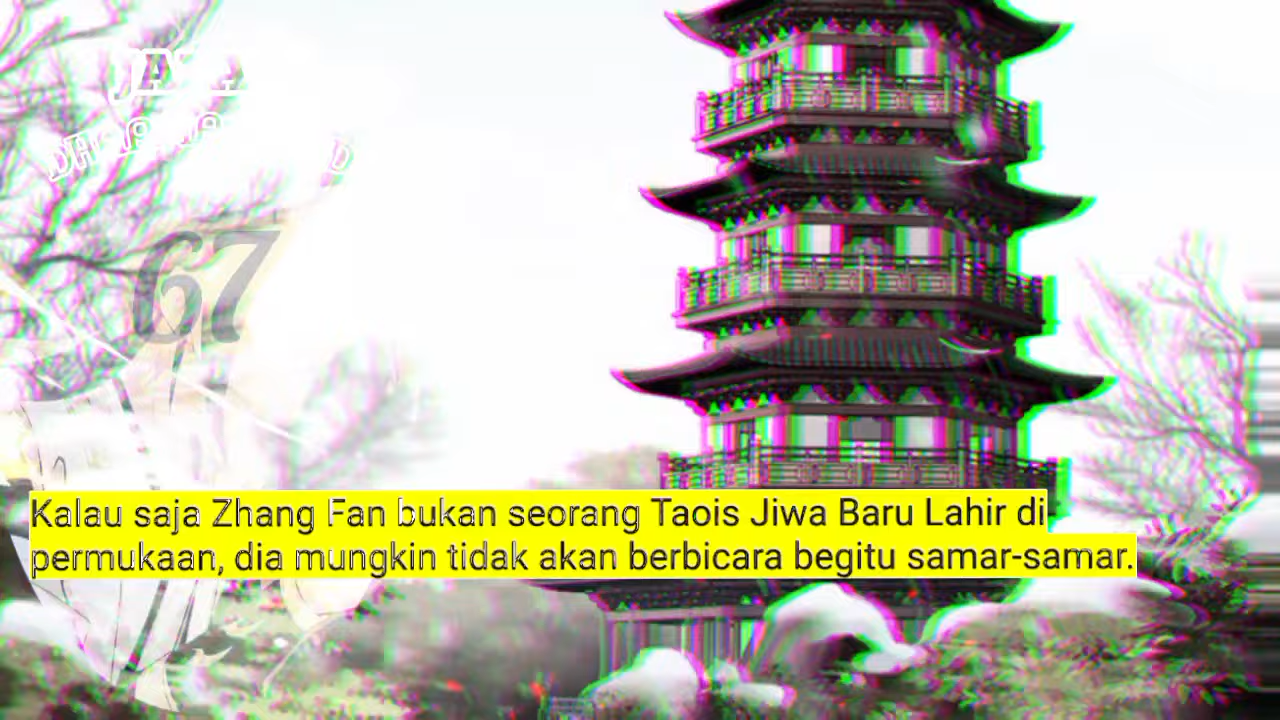 67
Kalau saja Zhang Fan bukan seorang Taois Jiwa Baru Lahir di
permukaan, dia mungkin tidak akan berbicara begitu samar-samar.